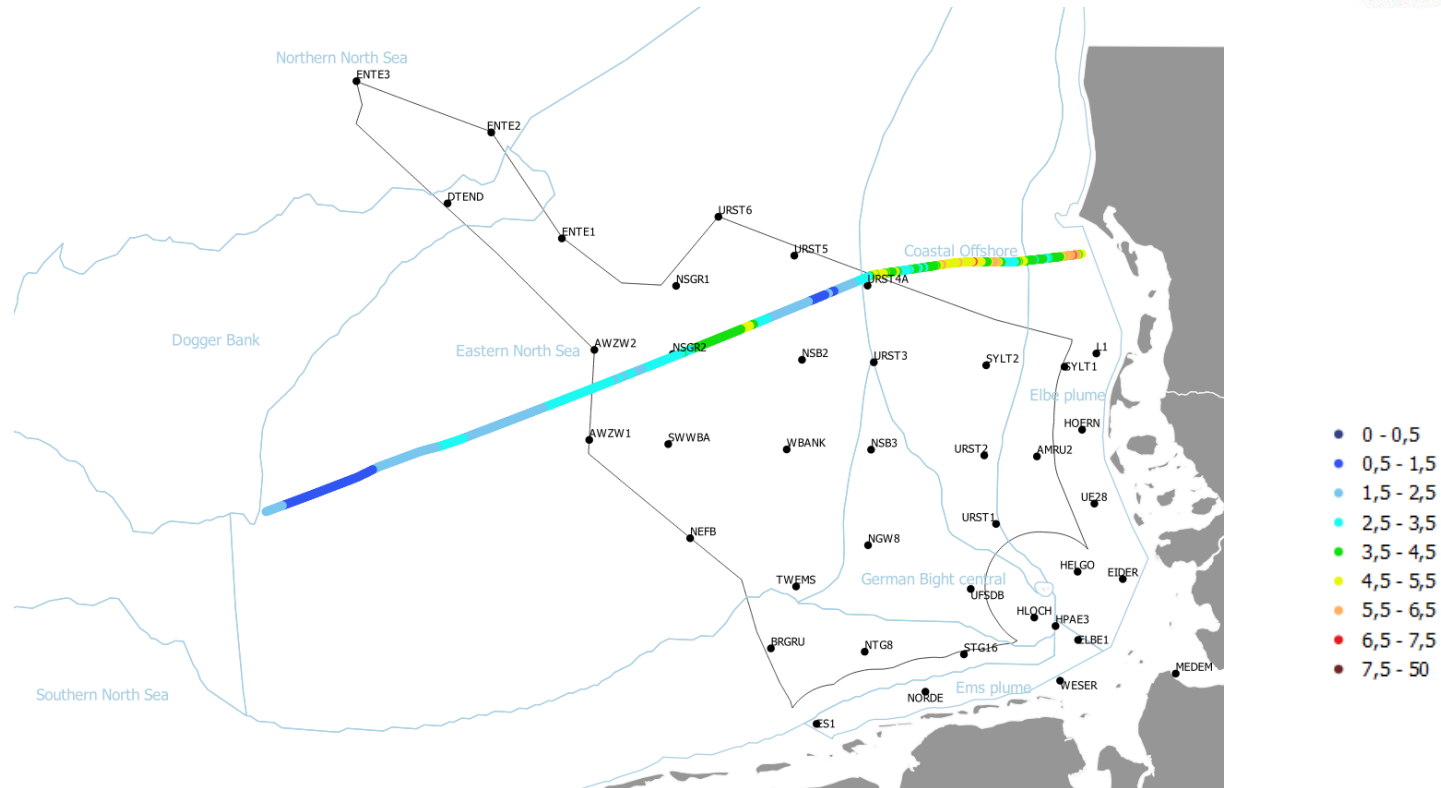 Northern North Sea
ENTE3
ENTE2
DTEND
URST6
ENTE1
URST5
Coastal Offshore
NSGR1
URST4A
Dogger Bank
AWZW2
Eastern North Sea
NSGR2
NSB2
URST3
SYLT2
L1
SYLT1
Elbe plume
HOERN
AWZW1
SWWBA
WBANK
NSB3
URST2
AMRU2
UE28
URST1
NEFB
NGW8
HELGO
EIDER
TWEMS
German Bight central
UFSDB
HLOCH
HPAE3
BRGRU
NTG8
STG16
ELBE1
MEDEM
Southern North Sea
Ems plume
WESER
NORDE
ES1
0 - 0,5
0,5 - 1,5
1,5 - 2,5
2,5 - 3,5
3,5 - 4,5
4,5 - 5,5
5,5 - 6,5
6,5 - 7,5
7,5 - 50